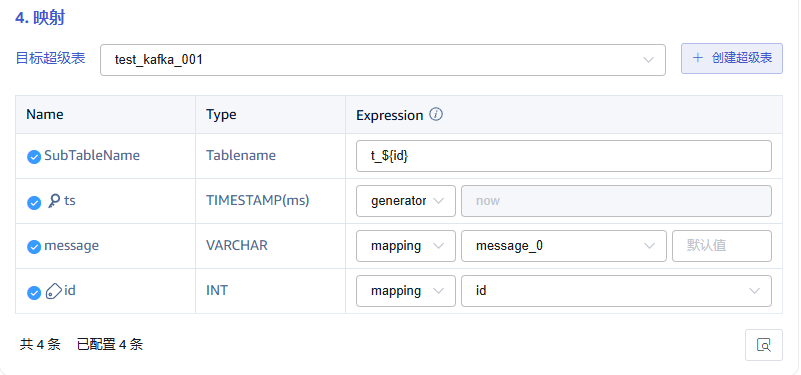 4. 映射
目标超级表 test_kafka_001 + 创建超级表
Name Type Expression
SubTableName Tablename t_${id}
ts TIMESTAMP(ms) generator now
message VARCHAR mapping message_0 默认值
id INT mapping id
共 4 条 已配置 4 条